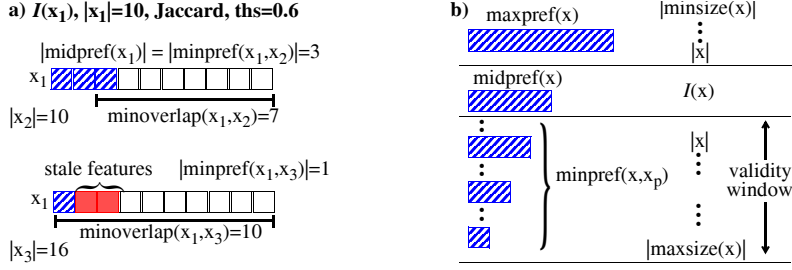 a) I(x₁), |x₁|=10, Jaccard, ths=0.6
|midpref(x₁)| = |minpref(x₁,x₂)|=3
x₁
|x₂|=10
minoverlap(x₁,x₂)=7
stale features
|minpref(x₁,x₃)|=1
x₁
minoverlap(x₁,x₃)=10
|x₃|=16
b)
maxpref(x)
|minsize(x)|
|x|
midpref(x)
I(x)
minpref(x,xₚ)
|x|
validity
window
|maxsize(x)|